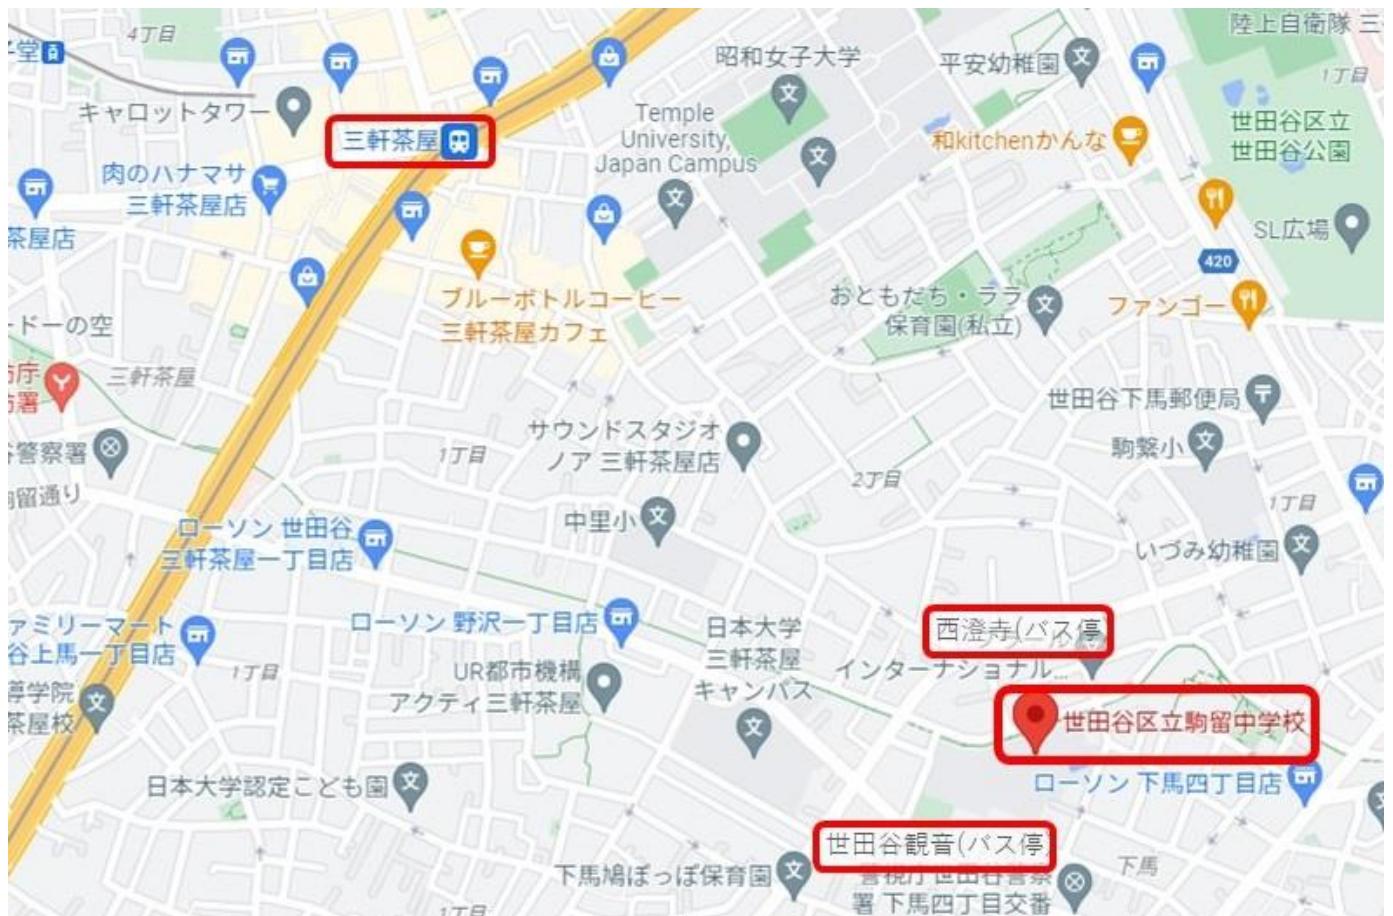 4丁目
堂
キャロットタワー
三軒茶屋
肉のハナマサ
三軒茶屋店
茶屋店
昭和女子大学
Temple
University,
Japan Campus
平安幼稚園
陸上自衛隊 三
1丁目
和kitchenかんな
世田谷区立
世田谷公園
SL広場
420
ブルーボトルコーヒー
三軒茶屋カフェ
おともだち・ララ
保育園(私立)
ファンゴー
ードーの空
三軒茶屋
庁
署
警察署
留通り
世田谷下馬郵便局
サウンドスタジオ
ノア 三軒茶屋店
1丁目
2丁目
駒繋小
1丁目
中里小
ローソン 世田谷
三軒茶屋一丁目店
いづみ幼稚園
ァミリーマート
谷上馬一丁目店
1丁目
ローソン 野沢一丁目店
日本大学
三軒茶屋
キャンパス
西澄寺(バス停
インターナショナル...
UR都市機構
アクティ三軒茶屋
学院
茶屋校
世田谷区立駒留中学校
ローソン 下馬四丁目店
日本大学認定こども園
世田谷観音(バス停)
下馬鳩ぽっぽ保育園
警視庁世田谷警察
署 下馬四丁目交番
下馬
1丁目